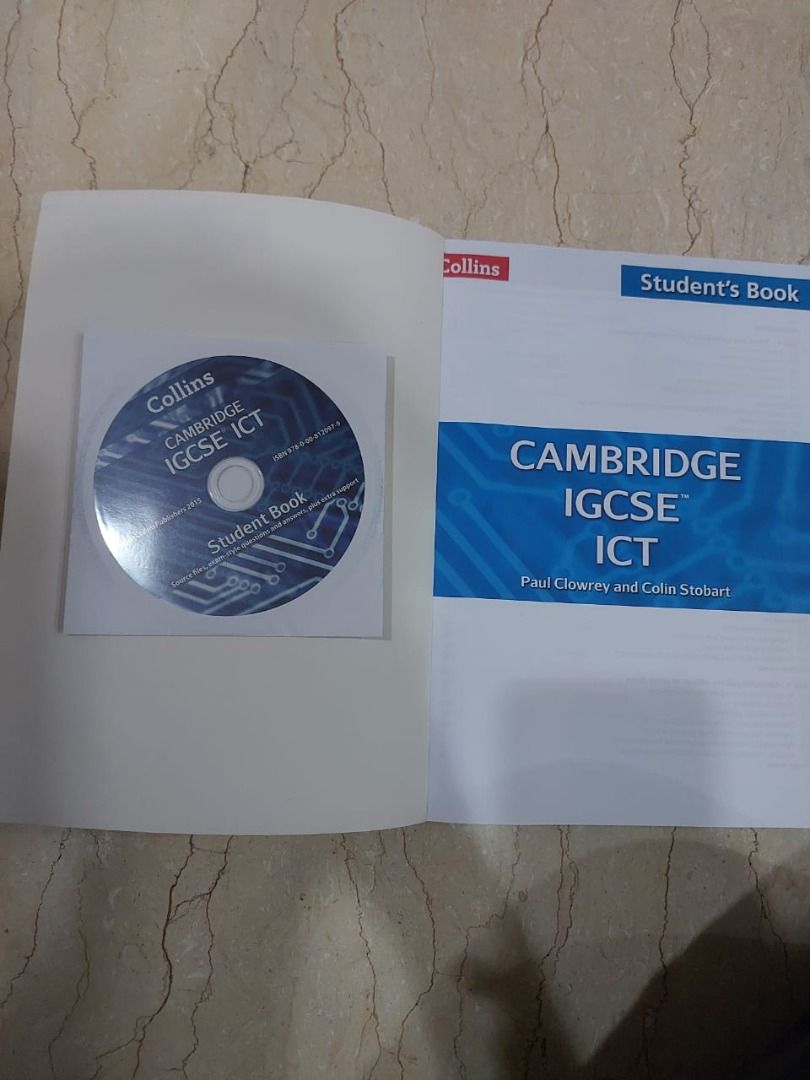 Collins
CAMBRIDGE
IGCSE ICT
ISBN 978-0-00-812097-9
Publishers 2015
Student Book
Source files, exam-style questions and answers, plus extra support
Collins
Student's Book
CAMBRIDGE
IGCSE™
ICT
Paul Clowrey and Colin Stobart